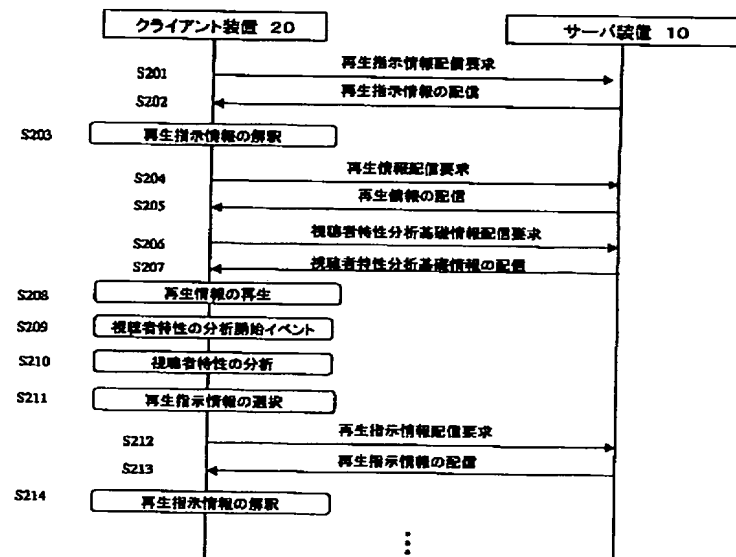 クライアント装置 20
サーバ装置 10
S201
再生指示情報配信要求
S202
再生指示情報の配信
S203
再生指示情報の解釈
S204
再生情報配信要求
S205
再生情報の配信
S206
視聴者特性分析基礎情報配信要求
S207
視聴者特性分析基礎情報の配信
S208
再生情報の再生
S209
視聴者特性の分析開始イベント
S210
視聴者特性の分析
S211
再生指示情報の選択
S212
再生指示情報配信要求
S213
再生指示情報の配信
S214
再生指示情報の解釈